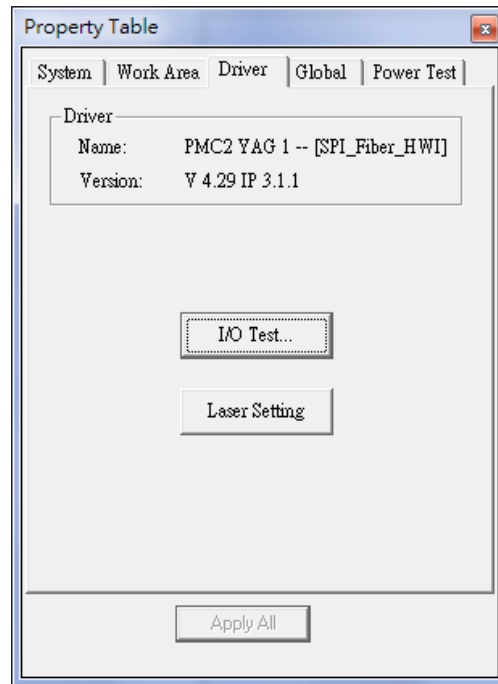 Property Table
System Work Area Driver Global Power Test
Driver
Name: PMC2 YAG 1 -- [SPI_Fiber_HWI]
Version: V 4.29 IP 3.1.1
I/O Test...
Laser Setting
Apply All